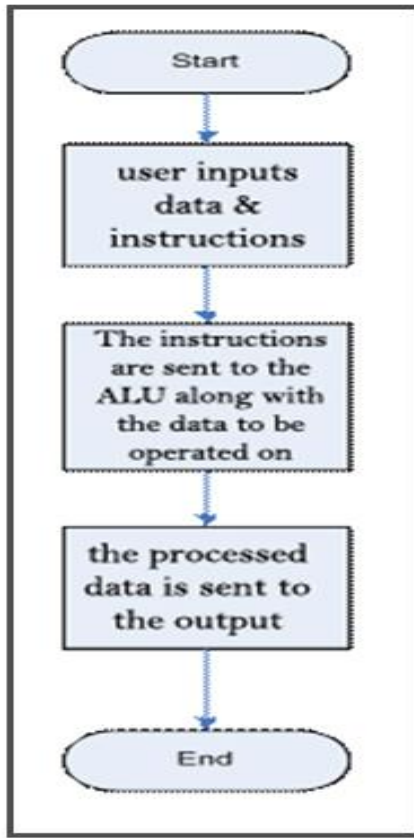 Start
user inputs
data &
instructions
The instructions
are sent to the
ALU along with
the data to be
operated on
the processed
data is sent to
the output
End